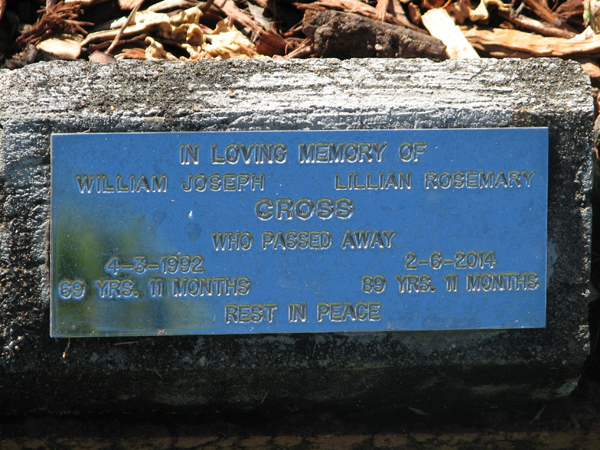 IN LOVING MEMORY OF
WILLIAM JOSEPH LILLIAN ROSEMARY
CROSS
WHO PASSED AWAY
4-3-1992 2-6-2014
69 YRS. 11 MONTHS 89 YRS. 11 MONTHS
REST IN PEACE